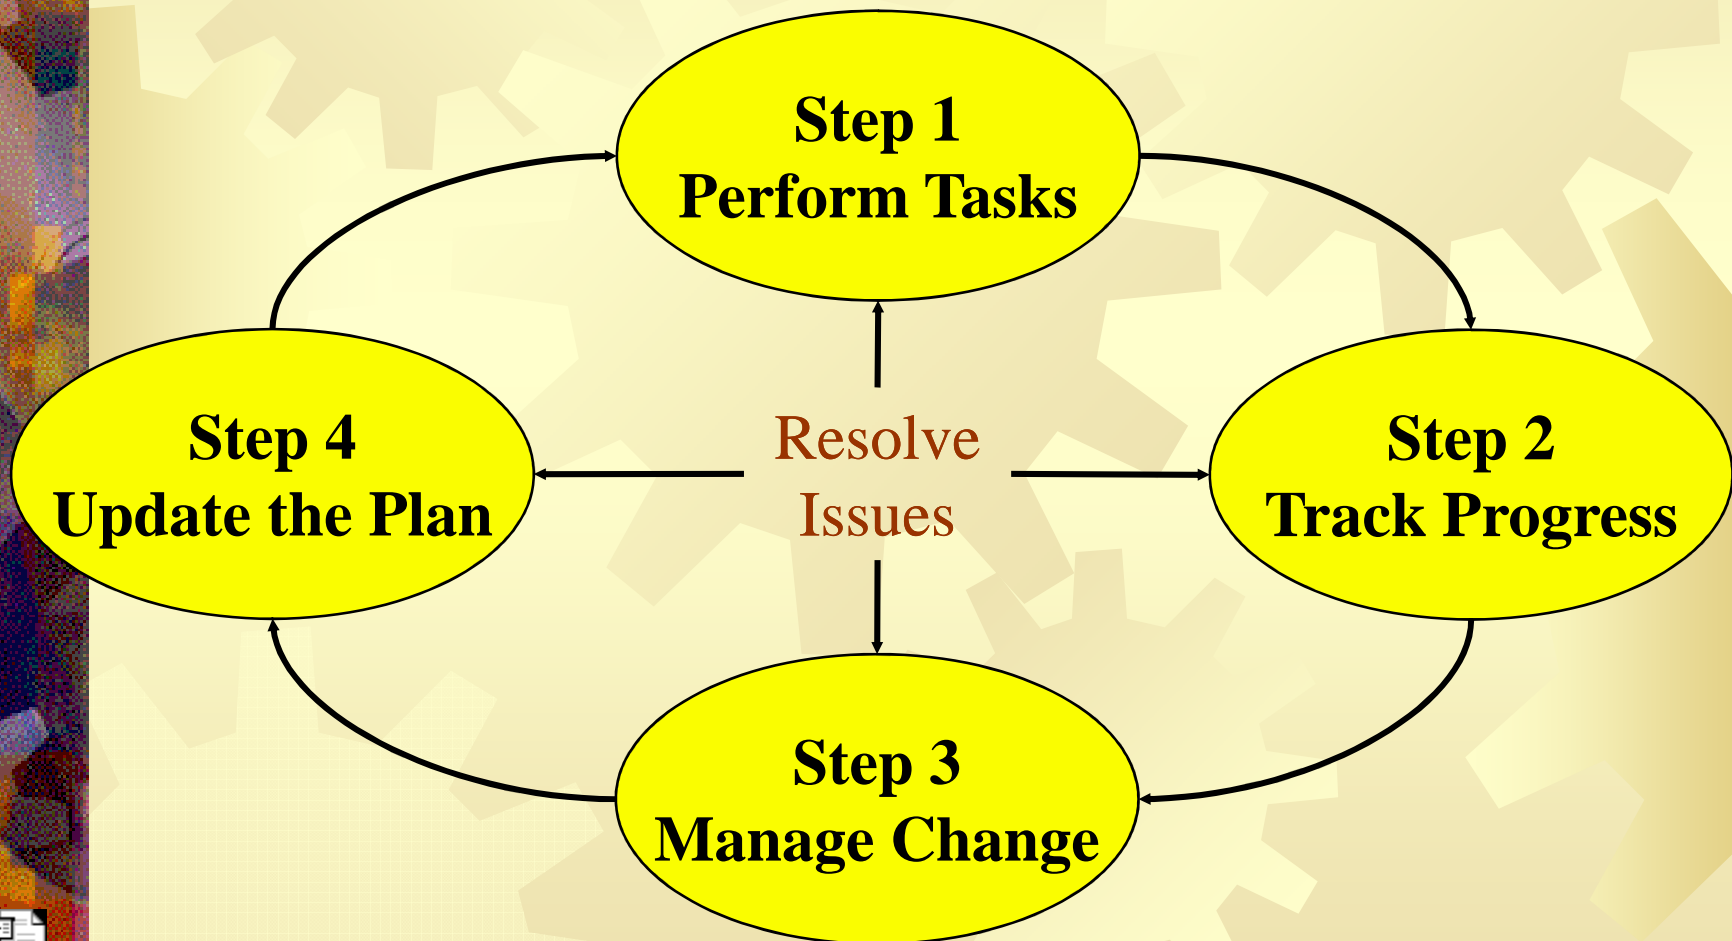 Step 1
Perform Tasks
Step 4
Update the Plan
Resolve
Issues
Step 2
Track Progress
Step 3
Manage Change